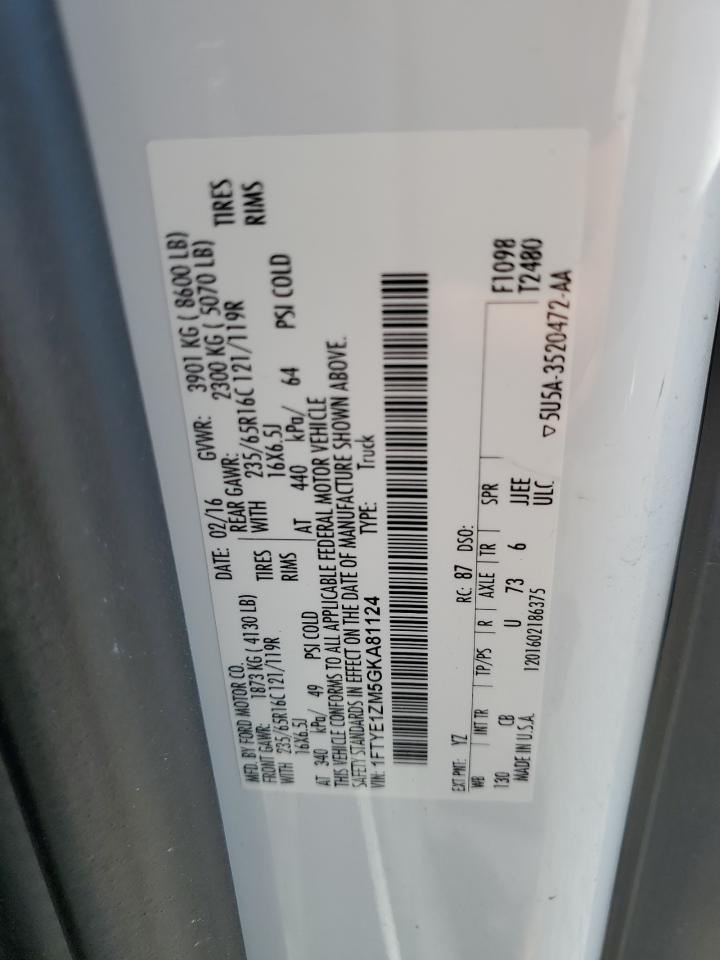 MFD. BY FORD MOTOR CO.
DATE: 02/16 GVWR: 3901 KG ( 8600 LB)
FRONT GAWR: 1873 KG ( 4130 LB) REAR GAWR: 2300 KG ( 5070 LB)
WITH 235/65R16C 121/119R TIRES WITH 235/65R16C 121/119R TIRES
16X6.5J RIMS 16X6.5J RIMS
AT 340 kPa/ 49 PSI COLD AT 440 kPa/ 64 PSI COLD
THIS VEHICLE CONFORMS TO ALL APPLICABLE FEDERAL MOTOR VEHICLE
SAFETY STANDARDS IN EFFECT ON THE DATE OF MANUFACTURE SHOWN ABOVE.
VIN: 1FTYE1ZM5GKA81124 TYPE: Truck
EXT PNT: YZ RC: 87 DSO:
WB INT TR TP/PS R AXLE TR SPR F1098
130 CB U 73 6 JJEE T2480
MADE IN U.S.A. 1201602186375 ULC
▽ 5U5A-3520472-AA